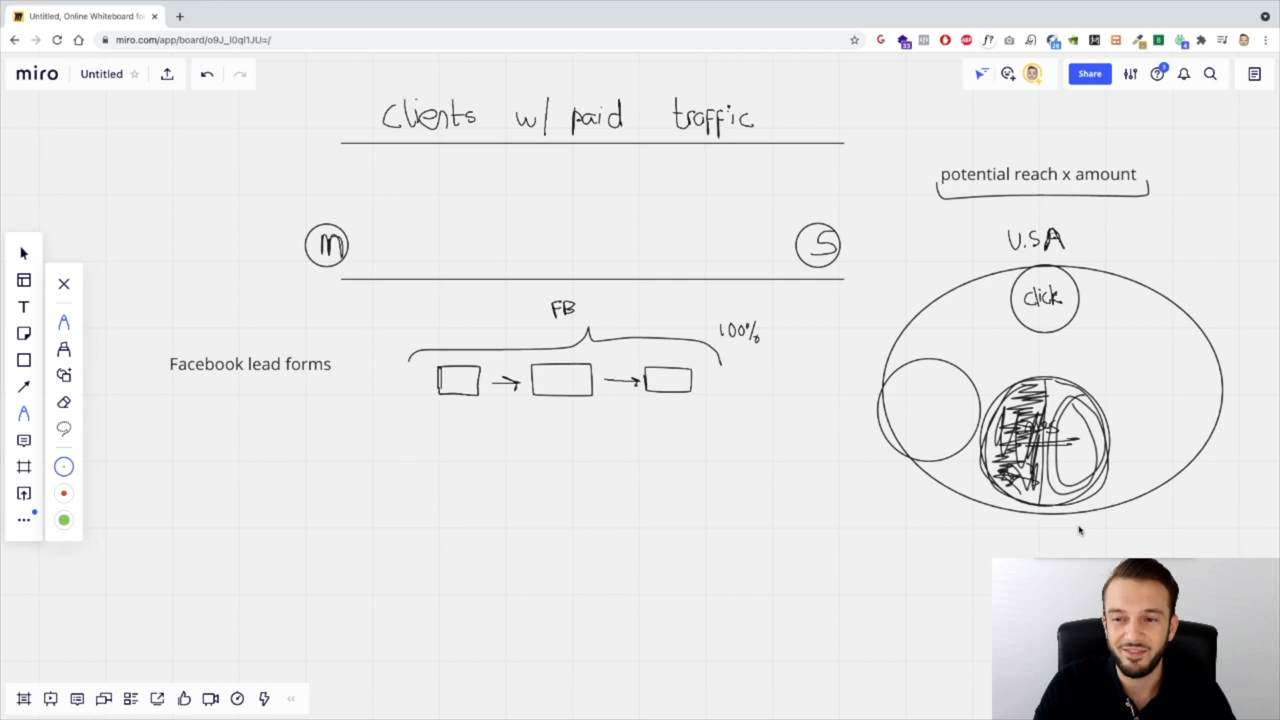 Untitled, Online Whiteboard fo
miro.com/app/board/o9J_l0ql1JU=/
miro
Untitled
Share
clients w/ paid traffic
potential reach x amount
M
S
U.S.A
click
FB
100%
Facebook lead forms